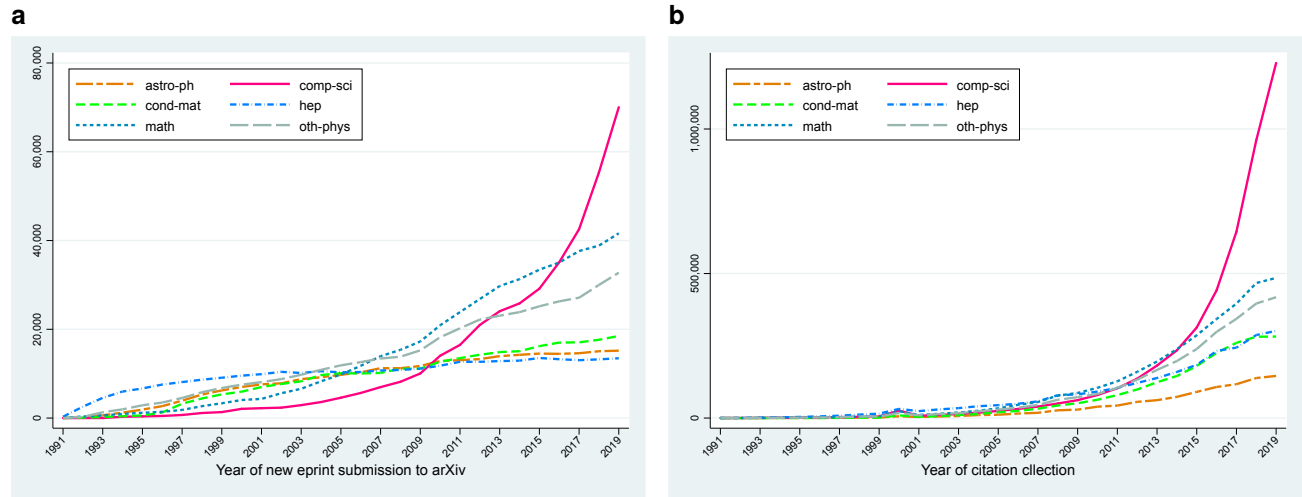 a
80,000
60,000
40,000
20,000
0
astro-ph comp-sci
cond-mat hep
math oth-phys
1991 1993 1995 1997 1999 2001 2003 2005 2007 2009 2011 2013 2015 2017 2019
Year of new eprint submission to arXiv
b
1,000,000
500,000
0
astro-ph comp-sci
cond-mat hep
math oth-phys
1991 1993 1995 1997 1999 2001 2003 2005 2007 2009 2011 2013 2015 2017 2019
Year of citation cllection